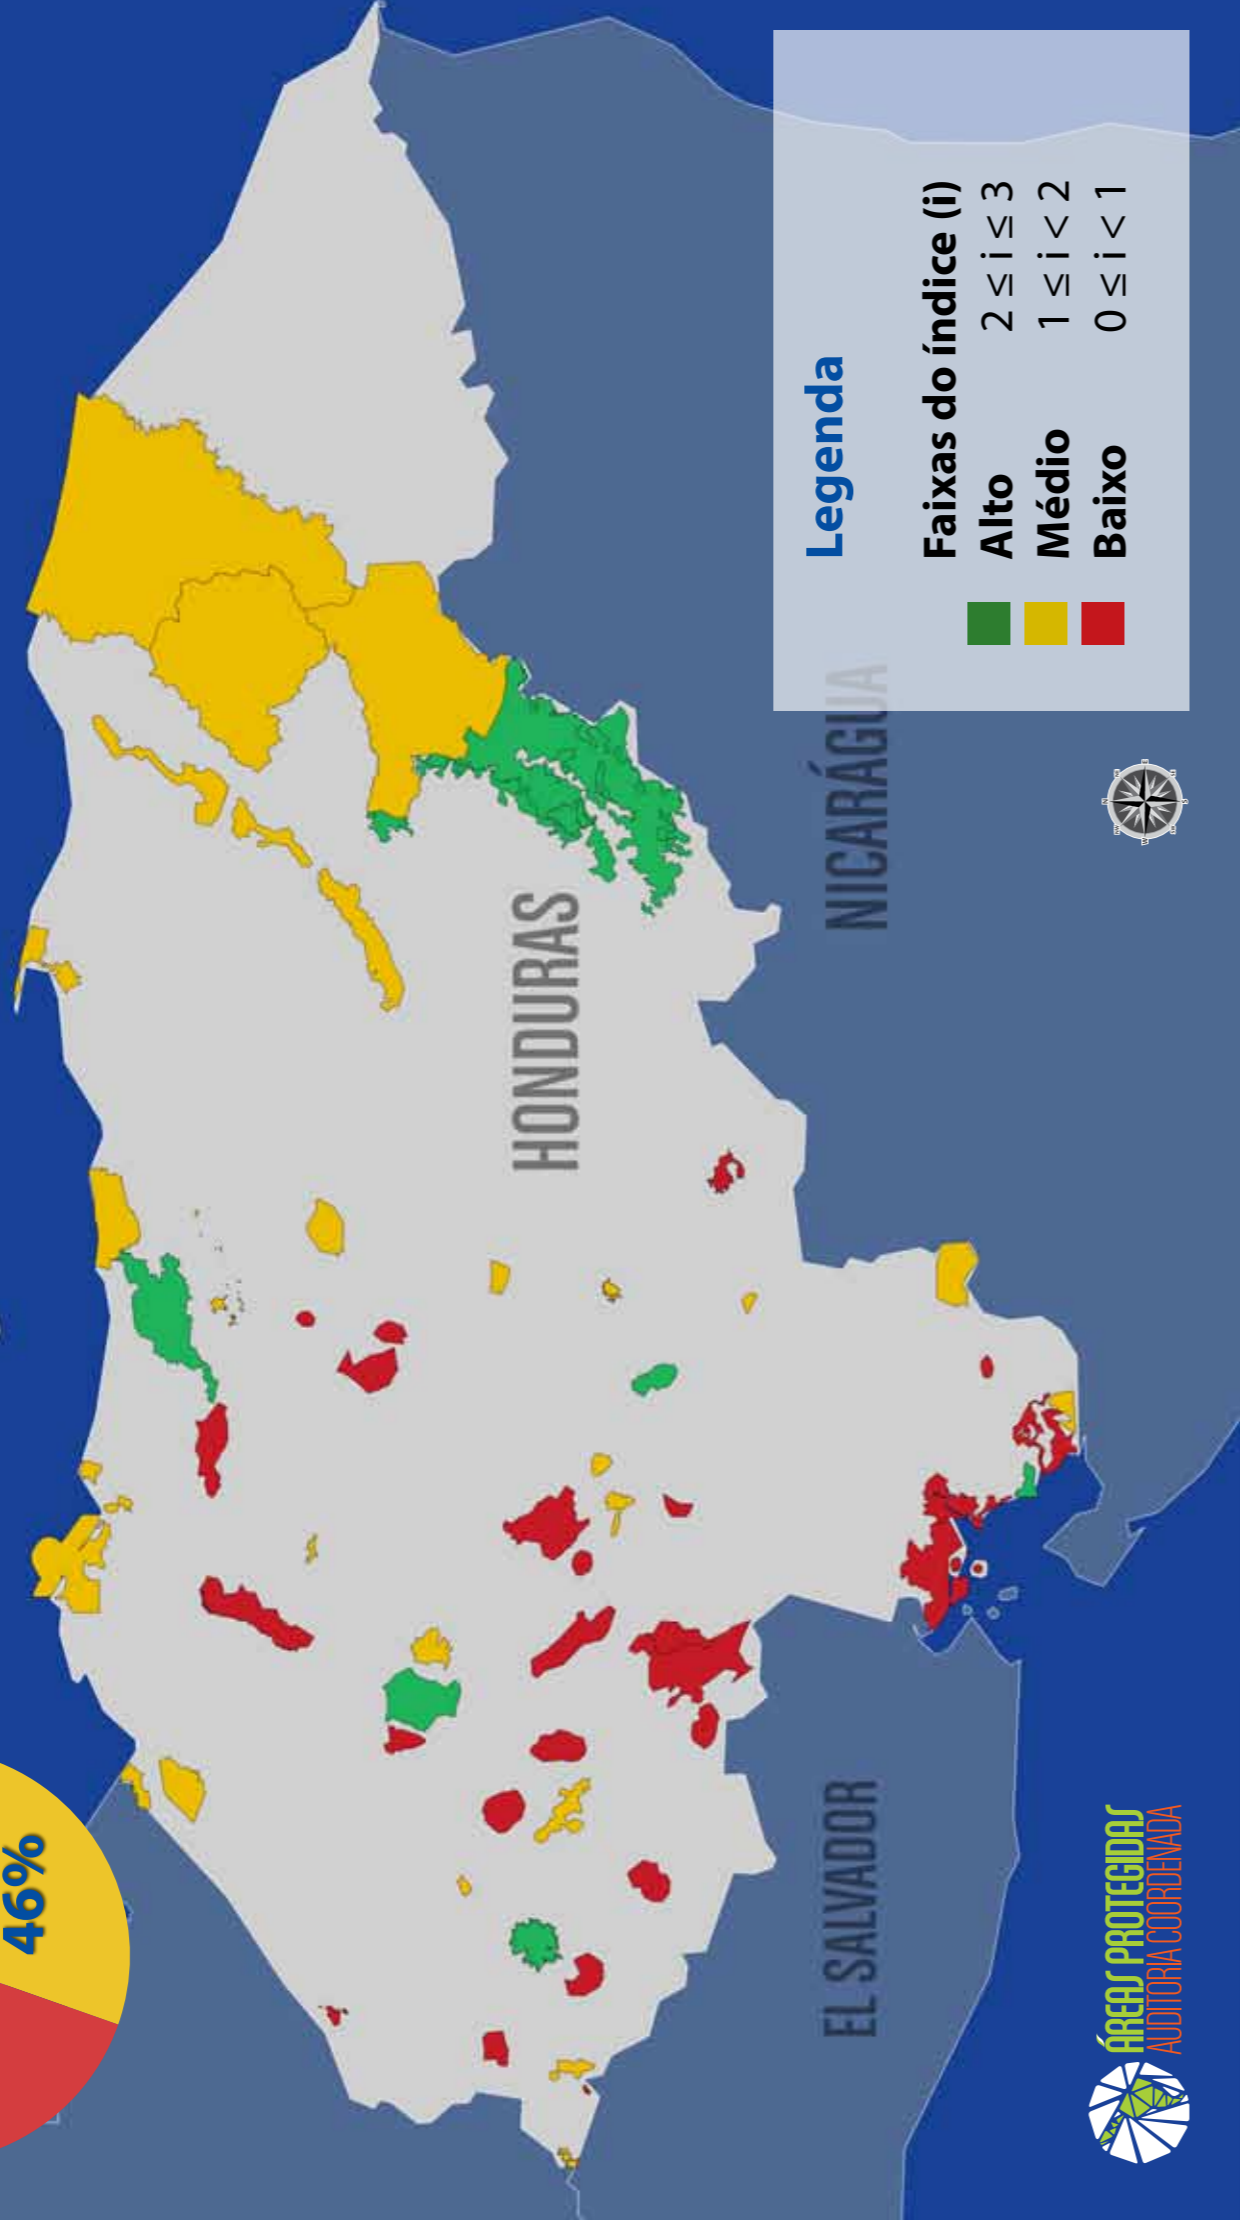 46%
HONDURAS
NICARÁGUA
EL SALVADOR
Legenda
Faixas do índice (i)
Alto 2 ≤ i ≤ 3
Médio 1 ≤ i < 2
Baixo 0 ≤ i < 1
ÁREAS PROTEGIDAS
AUDITORIA COORDENADA